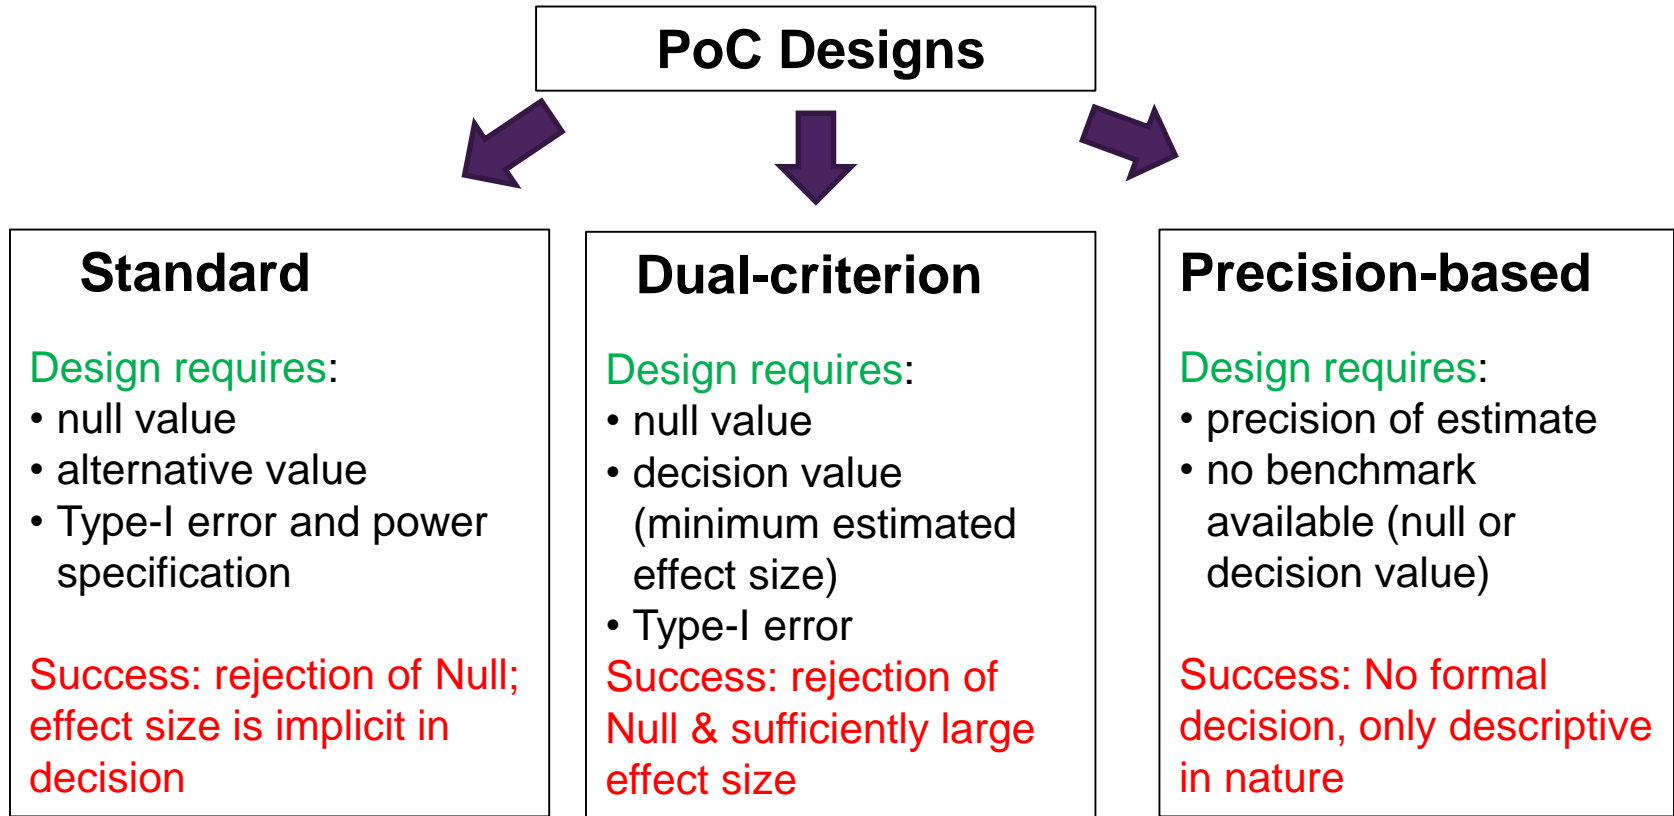 PoC Designs
Standard
Design requires:
• null value
• alternative value
• Type-I error and power
specification
Success: rejection of Null;
effect size is implicit in
decision
Dual-criterion
Design requires:
• null value
• decision value
(minimum estimated
effect size)
• Type-I error
Success: rejection of
Null & sufficiently large
effect size
Precision-based
Design requires:
• precision of estimate
• no benchmark
available (null or
decision value)
Success: No formal
decision, only descriptive
in nature